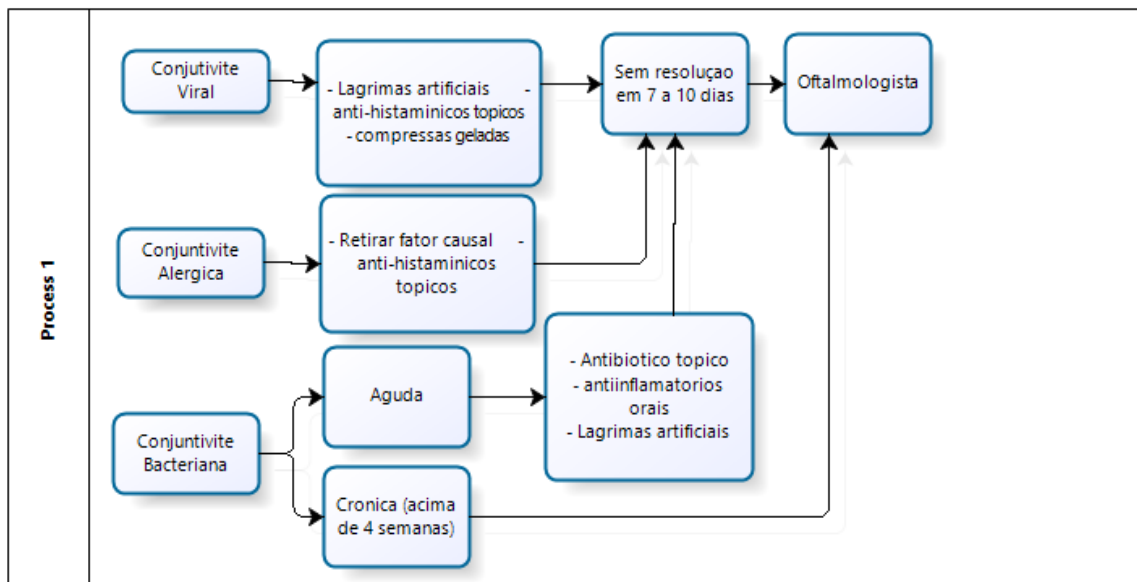 Process 1
Conjutivite
Viral
- Lagrimas artificiais -
anti-histaminicos topicos
- compressas geladas
Sem resoluçao
em 7 a 10 dias
Oftalmologista
Conjuntivite
Alergica
- Retirar fator causal -
anti-histaminicos
topicos
Conjuntivite
Bacteriana
Aguda
- Antibiotico topico
- antiinflamatorios
orais
- Lagrimas artificiais
Cronica (acima
de 4 semanas)